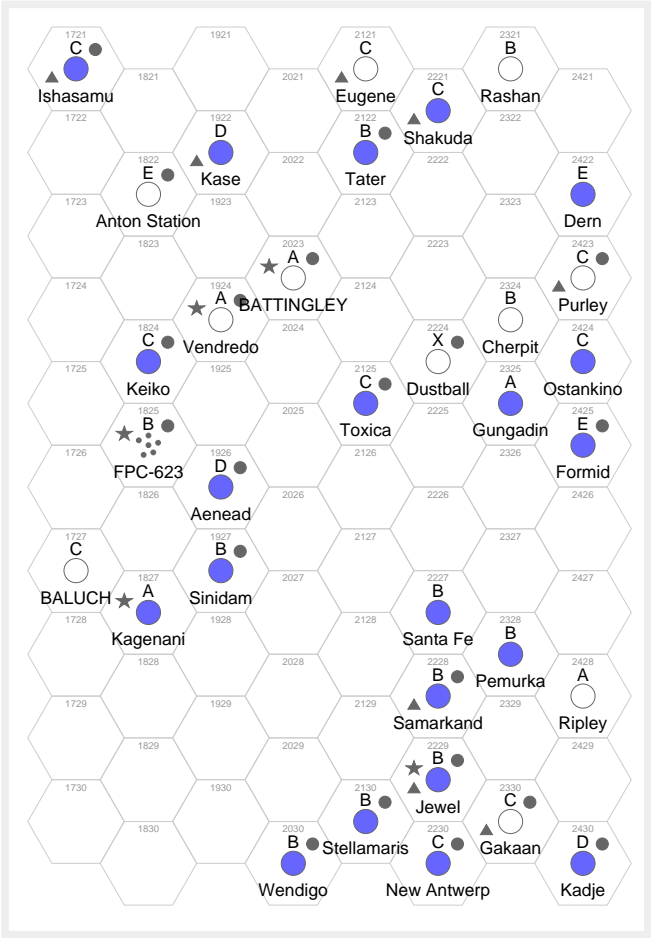 1721 1921 2121 2321
C C B
1821 2021 2221 2421
Ishasamu C Eugene Rashan
1722 1922 2122 Shakuda 2322
D B
1822 2022 2222 2422
E Kase Tater E
1723 1923 2123 2323
Anton Station Dern
1823 2023 2223 2423
A C
1724 1924 2124 2324
A BATTINGLEY B Purley
1824 2024 2224 2424
C Vendredo X Cherpit C
1725 1925 2125 2325
Keiko C Dustball A Ostankino
1825 2025 2225 2425
B Toxica Gungadin E
1726 1926 2126 2326
FPC-623 D Formid
1826 2026 2226 2426
Aenead
1727 1927 2127 2327
C B
1827 2027 2227 2427
BALUCH A Sinidam B
1728 1928 2128 2328
Kagenani Santa Fe B
1828 2028 2228 2428
B Pemurka A
1729 1929 2129 2329
Samarkand Ripley
1829 2029 2229 2429
B
1730 1930 2130 2330
B Jewel C
1830 2030 2230 2430
B Stellamaris C Gakaan D
Wendigo New Antwerp Kadje